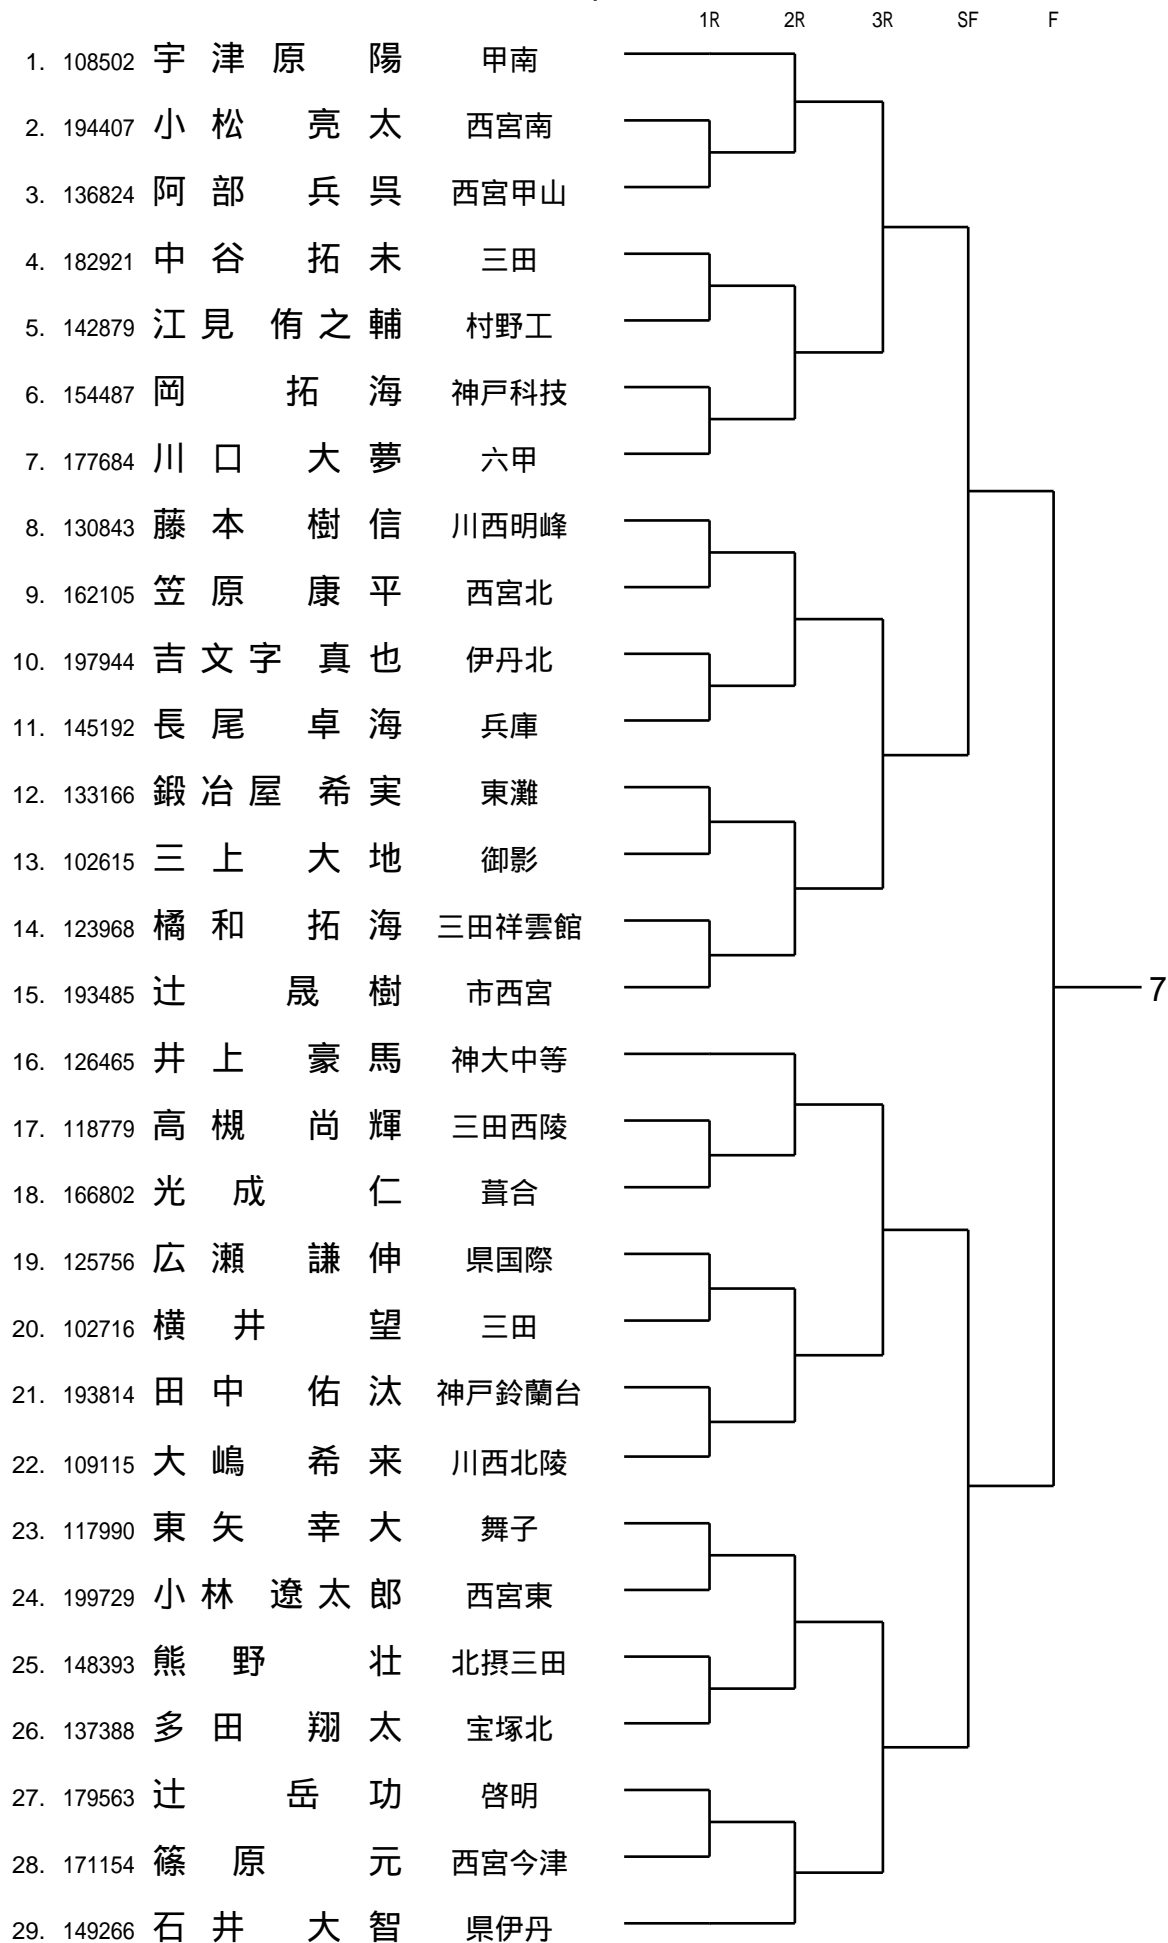 1R 2R 3R SF F
1. 108502 宇津原 陽 甲南
2. 194407 小松 亮太 西宮南
3. 136824 阿部 兵呉 西宮甲山
4. 182921 中谷 拓未 三田
5. 142879 江見 侑之輔 村野工
6. 154487 岡 拓海 神戸科技
7. 177684 川口 大夢 六甲
8. 130843 藤本 樹信 川西明峰
9. 162105 笠原 康平 西宮北
10. 197944 吉文字 真也 伊丹北
11. 145192 長尾 卓海 兵庫
12. 133166 鍛冶屋 希実 東灘
13. 102615 三上 大地 御影
14. 123968 橘和 拓海 三田祥雲館
15. 193485 辻 晟樹 市西宮
7
16. 126465 井上 豪馬 神大中等
17. 118779 高槻 尚輝 三田西陵
18. 166802 光成 仁 葺合
19. 125756 広瀬 謙伸 県国際
20. 102716 横井 望 三田
21. 193814 田中 佑汰 神戸鈴蘭台
22. 109115 大嶋 希来 川西北陵
23. 117990 東矢 幸大 舞子
24. 199729 小林 遼太郎 西宮東
25. 148393 熊野 壮 北摂三田
26. 137388 多田 翔太 宝塚北
27. 179563 辻 岳功 啓明
28. 171154 篠原 元 西宮今津
29. 149266 石井 大智 県伊丹